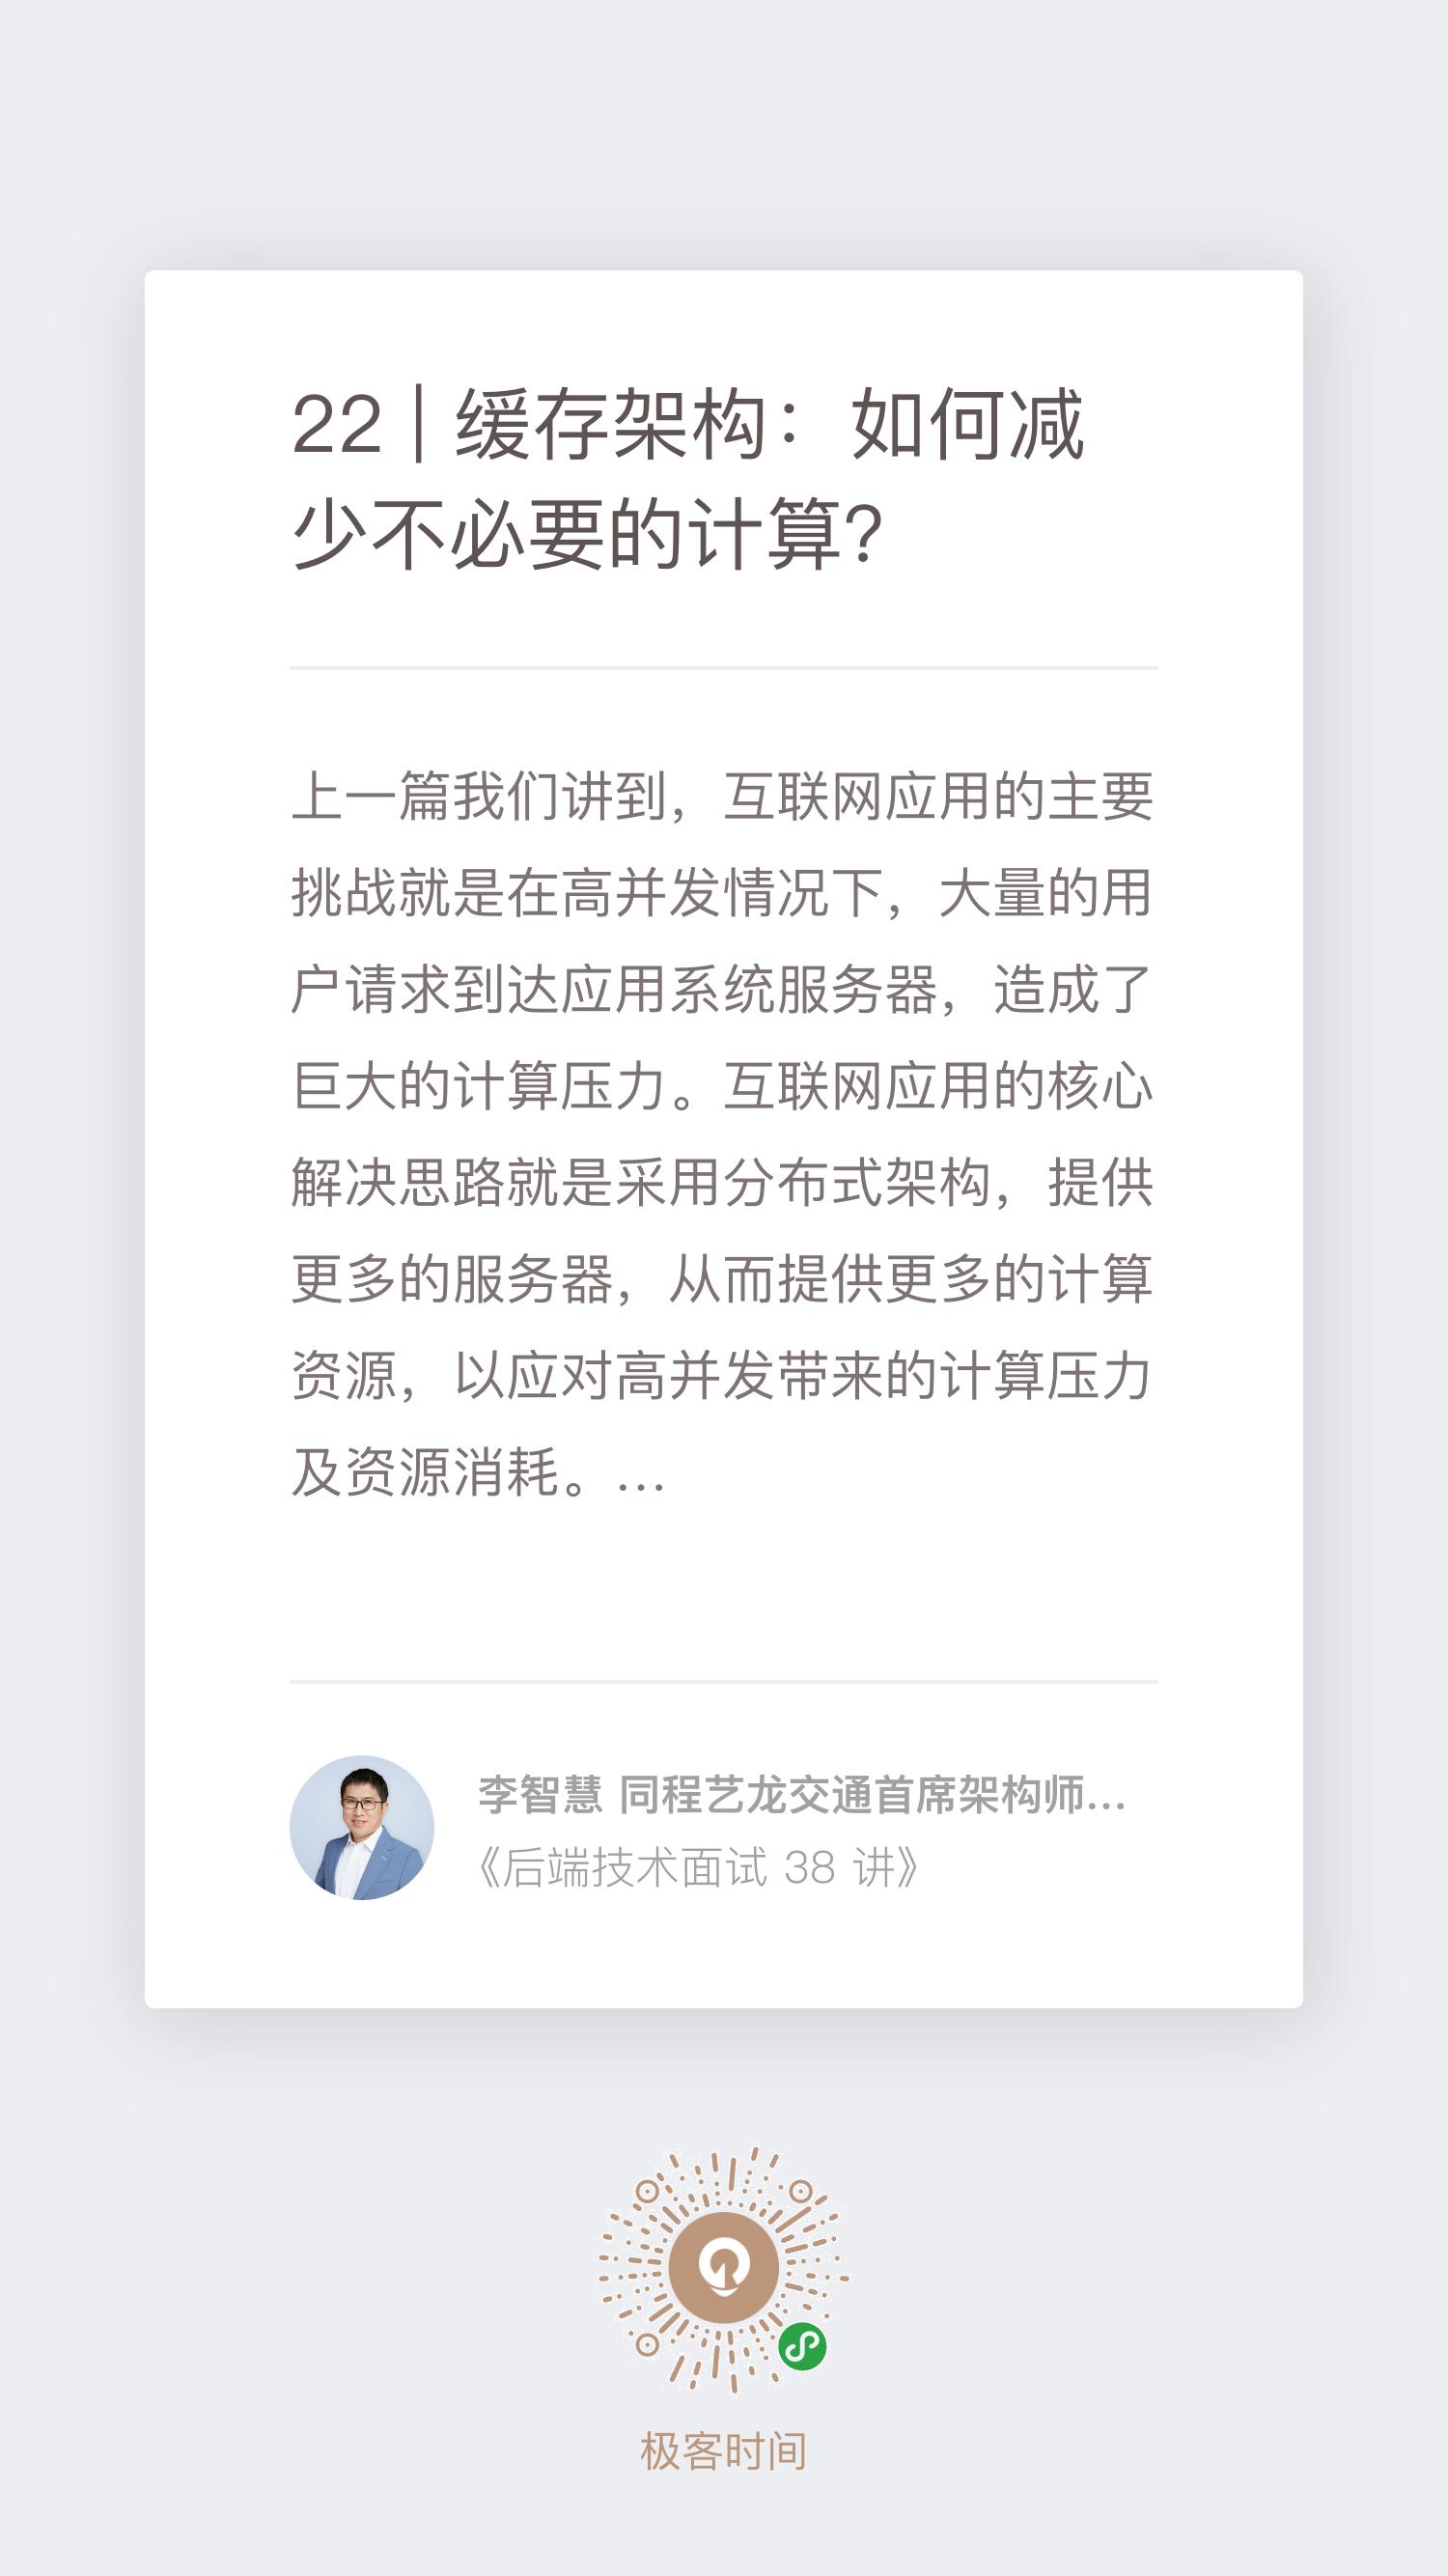 22 | 缓存架构：如何减
少不必要的计算?
上一篇我们讲到，互联网应用的主要
挑战就是在高并发情况下，大量的用
户请求到达应用系统服务器，造成了
巨大的计算压力。互联网应用的核心
解决思路就是采用分布式架构，提供
更多的服务器，从而提供更多的计算
资源，以应对高并发带来的计算压力
及资源消耗。...
李智慧 同程艺龙交通首席架构师...
《后端技术面试 38 讲》
极客时间